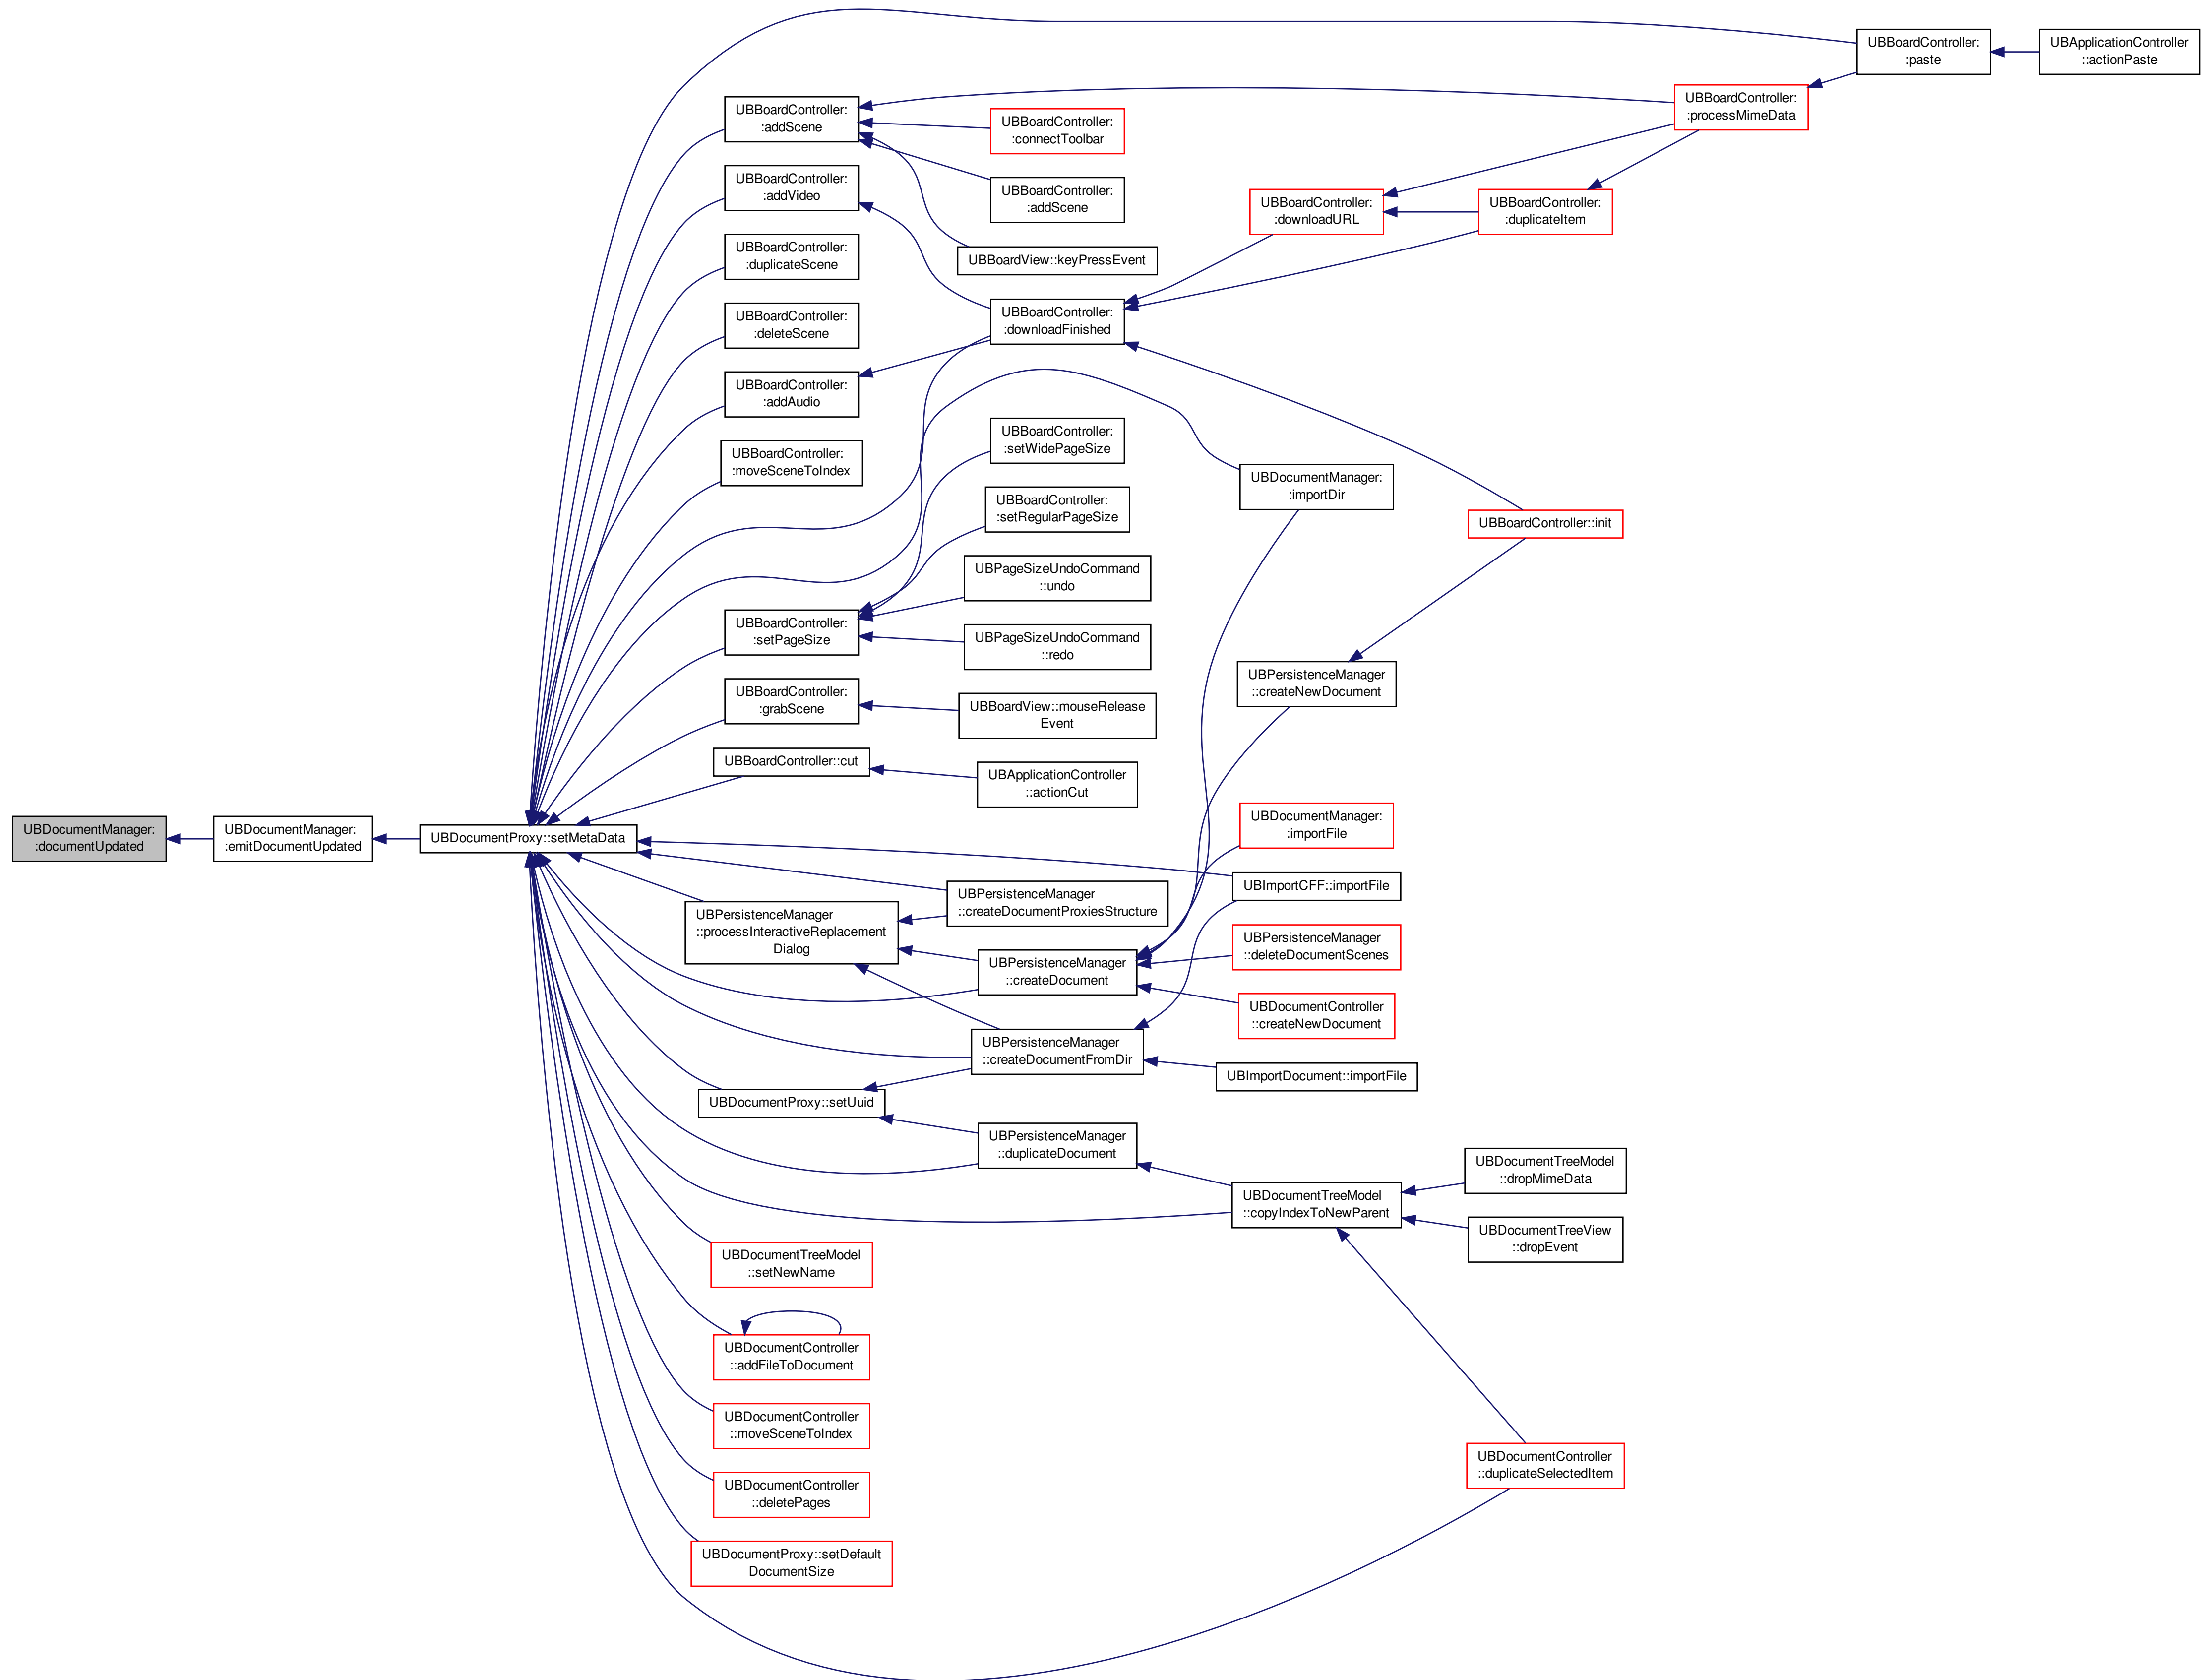 UBBoardController:
:paste
UBApplicationController
::actionPaste
UBBoardController:
:addScene
UBBoardController:
:processMimeData
UBBoardController:
:connectToolbar
UBBoardController:
:addVideo
UBBoardController:
:addScene
UBBoardController:
:downloadURL
UBBoardController:
:duplicateItem
UBBoardController:
:duplicateScene
UBBoardView::keyPressEvent
UBBoardController:
:deleteScene
UBBoardController:
:downloadFinished
UBBoardController:
:addAudio
UBBoardController:
:moveSceneToIndex
UBBoardController:
:setWidePageSize
UBDocumentManager:
:importDir
UBBoardController:
:setRegularPageSize
UBBoardController::init
UBPageSizeUndoCommand
::undo
UBBoardController:
:setPageSize
UBPageSizeUndoCommand
::redo
UBPersistenceManager
::createNewDocument
UBBoardController:
:grabScene
UBBoardView::mouseRelease
Event
UBBoardController::cut
UBApplicationController
::actionCut
UBDocumentManager:
:documentUpdated
UBDocumentManager:
:emitDocumentUpdated
UBDocumentProxy::setMetaData
UBDocumentManager:
:importFile
UBImportCFF::importFile
UBPersistenceManager
::createDocumentProxiesStructure
UBPersistenceManager
::processInteractiveReplacement
Dialog
UBPersistenceManager
::createDocument
UBPersistenceManager
::deleteDocumentScenes
UBDocumentController
::createNewDocument
UBPersistenceManager
::createDocumentFromDir
UBImportDocument::importFile
UBDocumentProxy::setUuid
UBPersistenceManager
::duplicateDocument
UBDocumentTreeModel
::dropMimeData
UBDocumentTreeModel
::copyIndexToNewParent
UBDocumentTreeView
::dropEvent
UBDocumentTreeModel
::setNewName
UBDocumentController
::addFileToDocument
UBDocumentController
::moveSceneToIndex
UBDocumentController
::duplicateSelectedItem
UBDocumentController
::deletePages
UBDocumentProxy::setDefault
DocumentSize